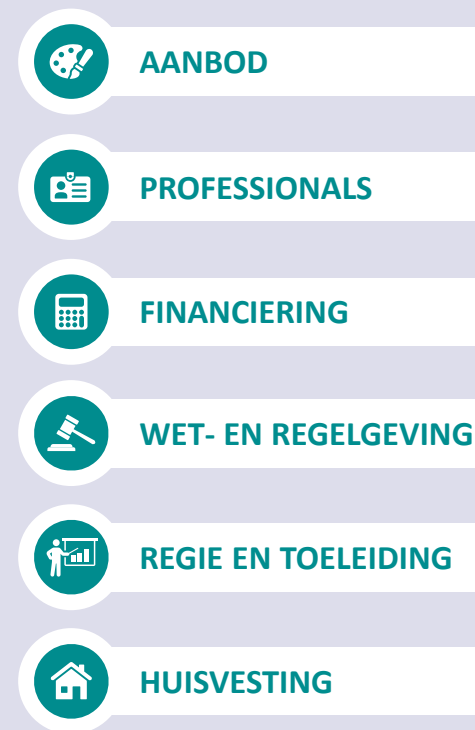 AANBOD
PROFESSIONALS
FINANCIERING
WET- EN REGELGEVING
REGIE EN TOELEIDING
HUISVESTING